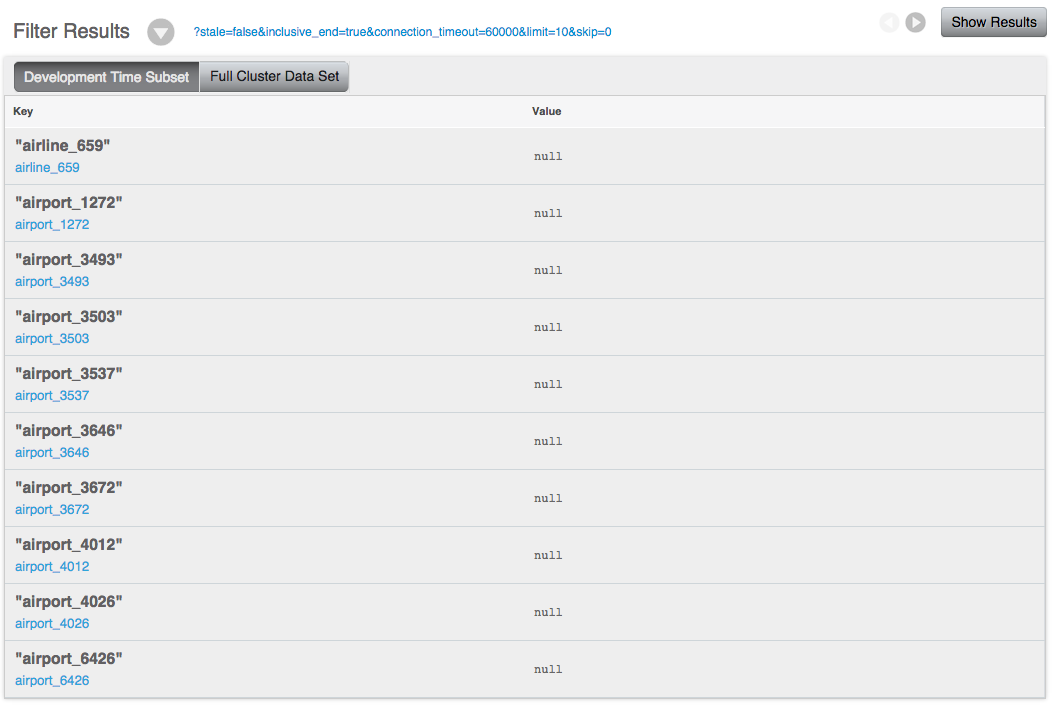 Filter Results ?stale=false&inclusive_end=true&connection_timeout=60000&limit=10&skip=0 Show Results
Development Time Subset Full Cluster Data Set
Key Value
"airline_659"
airline_659 null
"airport_1272"
airport_1272 null
"airport_3493"
airport_3493 null
"airport_3503"
airport_3503 null
"airport_3537"
airport_3537 null
"airport_3646"
airport_3646 null
"airport_3672"
airport_3672 null
"airport_4012"
airport_4012 null
"airport_4026"
airport_4026 null
"airport_6426"
airport_6426 null